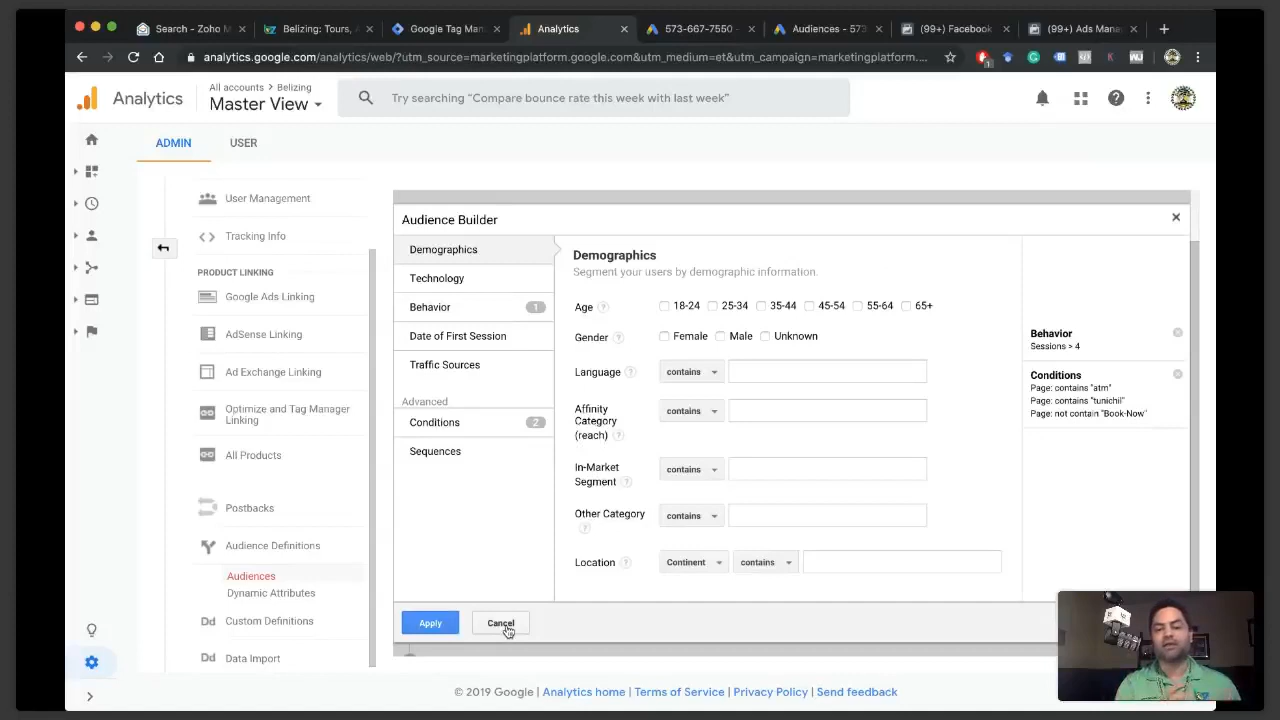 Search - Zoho M
Belizing: Tours, A
Google Tag Man
Analytics
573-667-7550 -
Audiences - 573
(99+) Facebook
(99+) Ads Mana
analytics.google.com/analytics/web/?utm_source=marketingplatform.google.com&utm_medium=et&utm_campaign=marketingplatform....
Analytics
All accounts > Belizing
Master View
Try searching “Compare bounce rate this week with last week”
ADMIN
USER
User Management
Tracking Info
PRODUCT LINKING
Google Ads Linking
AdSense Linking
Ad Exchange Linking
Optimize and Tag Manager
Linking
All Products
Postbacks
Audience Definitions
Audiences
Dynamic Attributes
Dd Custom Definitions
Dd Data Import
Audience Builder
Demographics
Technology
Behavior 1
Date of First Session
Traffic Sources
Advanced
Conditions 2
Sequences
Demographics
Segment your users by demographic information.
Age ? 18-24 25-34 35-44 45-54 55-64 65+
Gender ? Female Male Unknown
Language ? contains
Affinity
Category
(reach) ?
contains
In-Market
Segment ?
contains
Other Category
?
contains
Location ? Continent contains
Behavior
Sessions > 4
Conditions
Page: contains "atm"
Page: contains "tunichil"
Page: not contain "Book-Now"
Apply
Cancel
© 2019 Google | Analytics home | Terms of Service | Privacy Policy | Send feedback